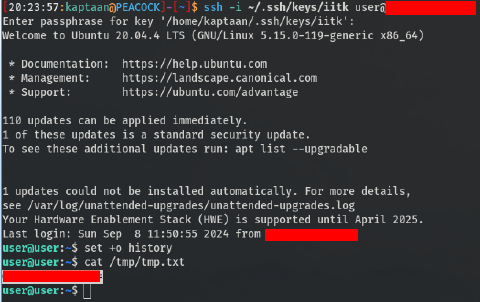 [20:23:57:kaptaan@PEACOCK]-[~]$ ssh -i ~/.ssh/keys/iitk user@
Enter passphrase for key '/home/kaptaan/.ssh/keys/iitk':
Welcome to Ubuntu 20.04.4 LTS (GNU/Linux 5.15.0-119-generic x86_64)
* Documentation:  https://help.ubuntu.com
* Management:     https://landscape.canonical.com
* Support:        https://ubuntu.com/advantage
110 updates can be applied immediately.
1 of these updates is a standard security update.
To see these additional updates run: apt list --upgradable
1 updates could not be installed automatically. For more details,
see /var/log/unattended-upgrades/unattended-upgrades.log
Your Hardware Enablement Stack (HWE) is supported until April 2025.
Last login: Sun Sep  8 11:50:55 2024 from
user@user:~$ set +o history
user@user:~$ cat /tmp/tmp.txt
user@user:~$